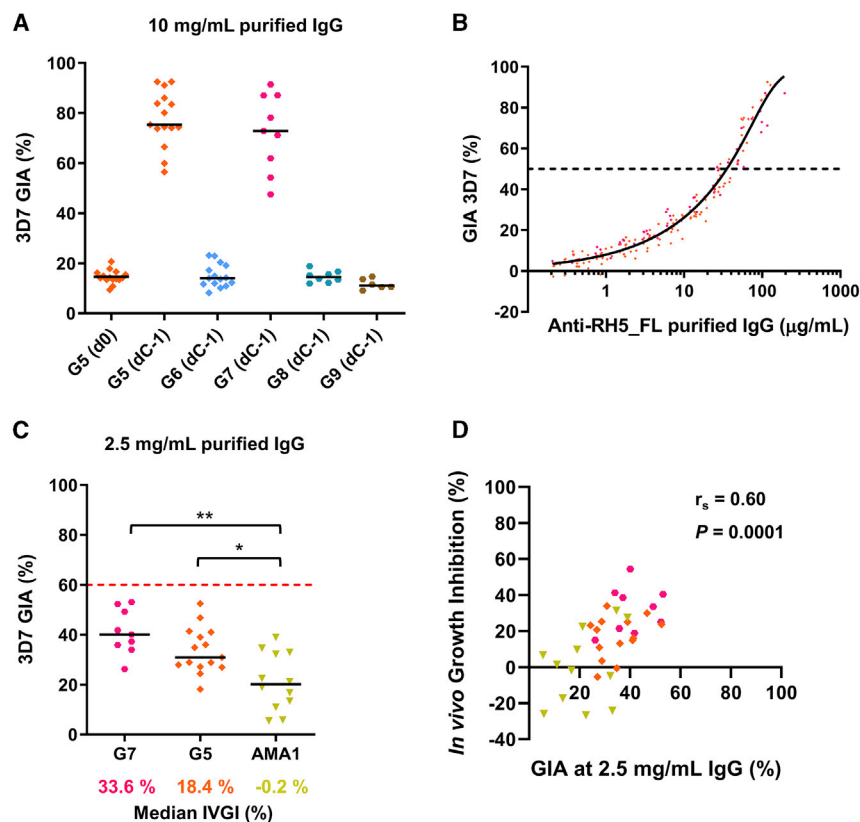 A
10 mg/mL purified IgG
3D7 GIA (%)
100
80
60
40
20
0
G5 (d0)
G5 (dC-1)
G6 (dC-1)
G7 (dC-1)
G8 (dC-1)
G9 (dC-1)
B
GIA 3D7 (%)
100
80
60
40
20
0
-20
1
10
100
1000
Anti-RH5_FL purified IgG (µg/mL)
C
2.5 mg/mL purified IgG
3D7 GIA (%)
100
80
60
40
20
0
**
*
G7 G5 AMA1
33.6 % 18.4 % -0.2 %
Median IVGI (%)
D
In vivo Growth Inhibition (%)
100
80
60
40
20
0
-20
-40
rs = 0.60
P = 0.0001
20 40 60 80 100
GIA at 2.5 mg/mL IgG (%)